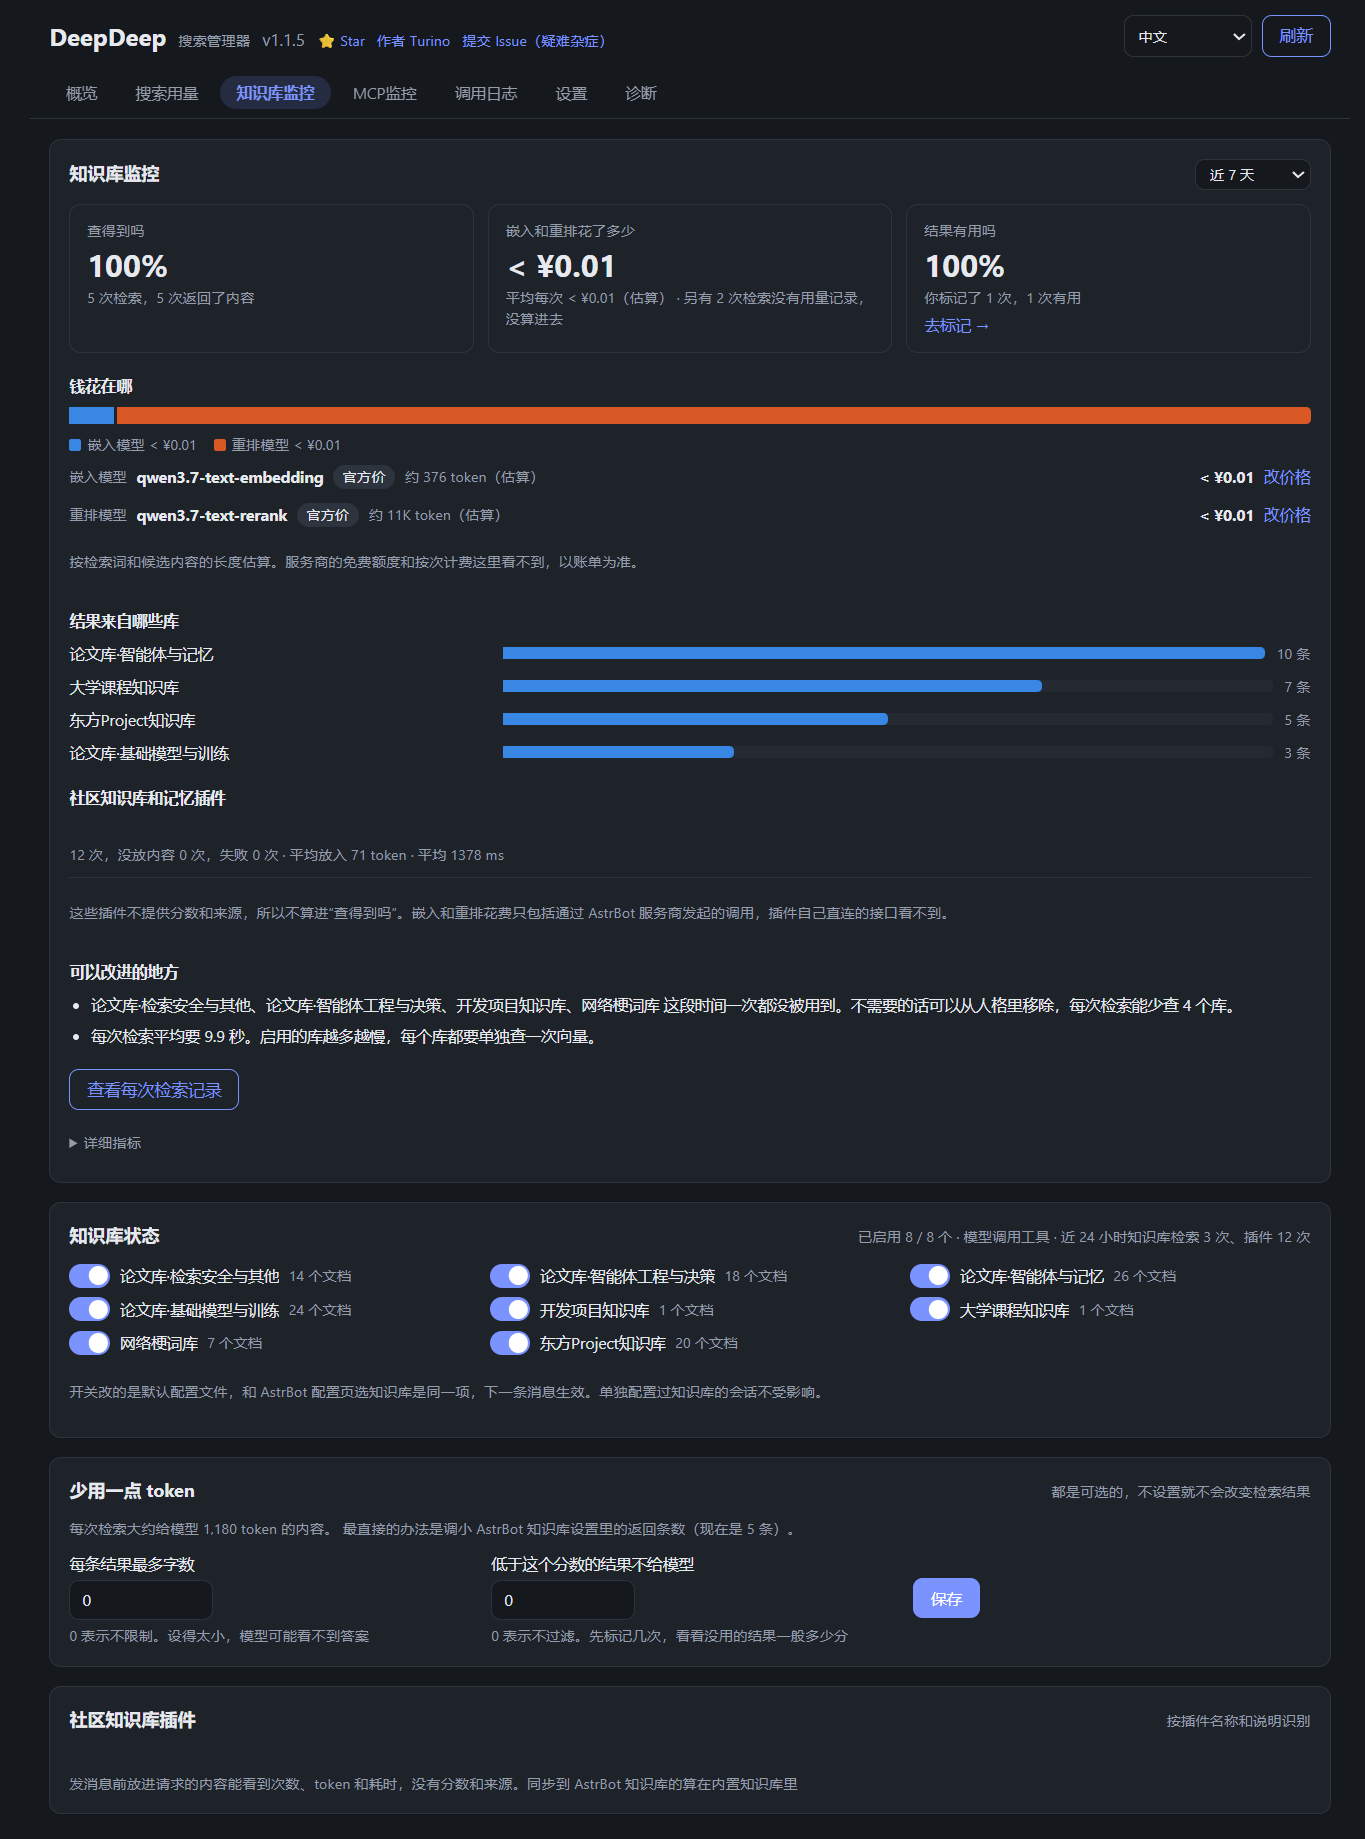 DeepDeep 搜索管理器 v1.1.5 ⭐ Star 作者 Turino 提交 Issue（疑难杂症）
中文
刷新
概览 搜索用量 知识库监控 MCP监控 调用日志 设置 诊断
知识库监控
近 7 天
查得到吗
100%
5 次检索，5 次返回了内容
嵌入和重排花了多少
< ¥0.01
平均每次 < ¥0.01（估算） · 另有 2 次检索没有用量记录，
没算进去
结果有用吗
100%
你标记了 1 次，1 次有用
去标记 →
钱花在哪
嵌入模型 < ¥0.01 重排模型 < ¥0.01
嵌入模型 qwen3.7-text-embedding 官方价 约 376 token（估算） < ¥0.01 改价格
重排模型 qwen3.7-text-rerank 官方价 约 11K token（估算） < ¥0.01 改价格
按检索词和候选内容的长度估算。服务商的免费额度和按次计费这里看不到，以账单为准。
结果来自哪些库
论文库·智能体与记忆 10 条
大学课程知识库 7 条
东方Project知识库 5 条
论文库·基础模型与训练 3 条
社区知识库和记忆插件
12 次，没放内容 0 次，失败 0 次 · 平均放入 71 token · 平均 1378 ms
这些插件不提供分数和来源，所以不算进“查得到吗”。嵌入和重排花费只包括通过 AstrBot 服务商发起的调用，插件自己直连的接口看不到。
可以改进的地方
• 论文库·检索安全与其他、论文库·智能体工程与决策、开发项目知识库、网络梗词库 这段时间一次都没被用到。不需要的话可以从人格里移除，每次检索能少查 4 个库。
• 每次检索平均要 9.9 秒。启用的库越多越慢，每个库都要单独查一次向量。
查看每次检索记录
▶ 详细指标
知识库状态
已启用 8 / 8 个 · 模型调用工具 · 近 24 小时知识库检索 3 次、插件 12 次
论文库·检索安全与其他 14 个文档 论文库·智能体工程与决策 18 个文档 论文库·智能体与记忆 26 个文档
论文库·基础模型与训练 24 个文档 开发项目知识库 1 个文档 大学课程知识库 1 个文档
网络梗词库 7 个文档 东方Project知识库 20 个文档
开关改的是默认配置文件，和 AstrBot 配置页选知识库是同一项，下一条消息生效。单独配置过知识库的会话不受影响。
少用一点 token
都是可选的，不设置就不会改变检索结果
每次检索大约给模型 1,180 token 的内容。 最直接的办法是调小 AstrBot 知识库设置里的返回条数（现在是 5 条）。
每条结果最多字数 低于这个分数的结果不给模型
0 0 保存
0 表示不限制。设得太小，模型可能看不到答案 0 表示不过滤。先标记几次，看看没用的结果一般多少分
社区知识库插件
按插件名称和说明识别
发消息前放进请求的内容能看到次数、token 和耗时，没有分数和来源。同步到 AstrBot 知识库的算在内置知识库里